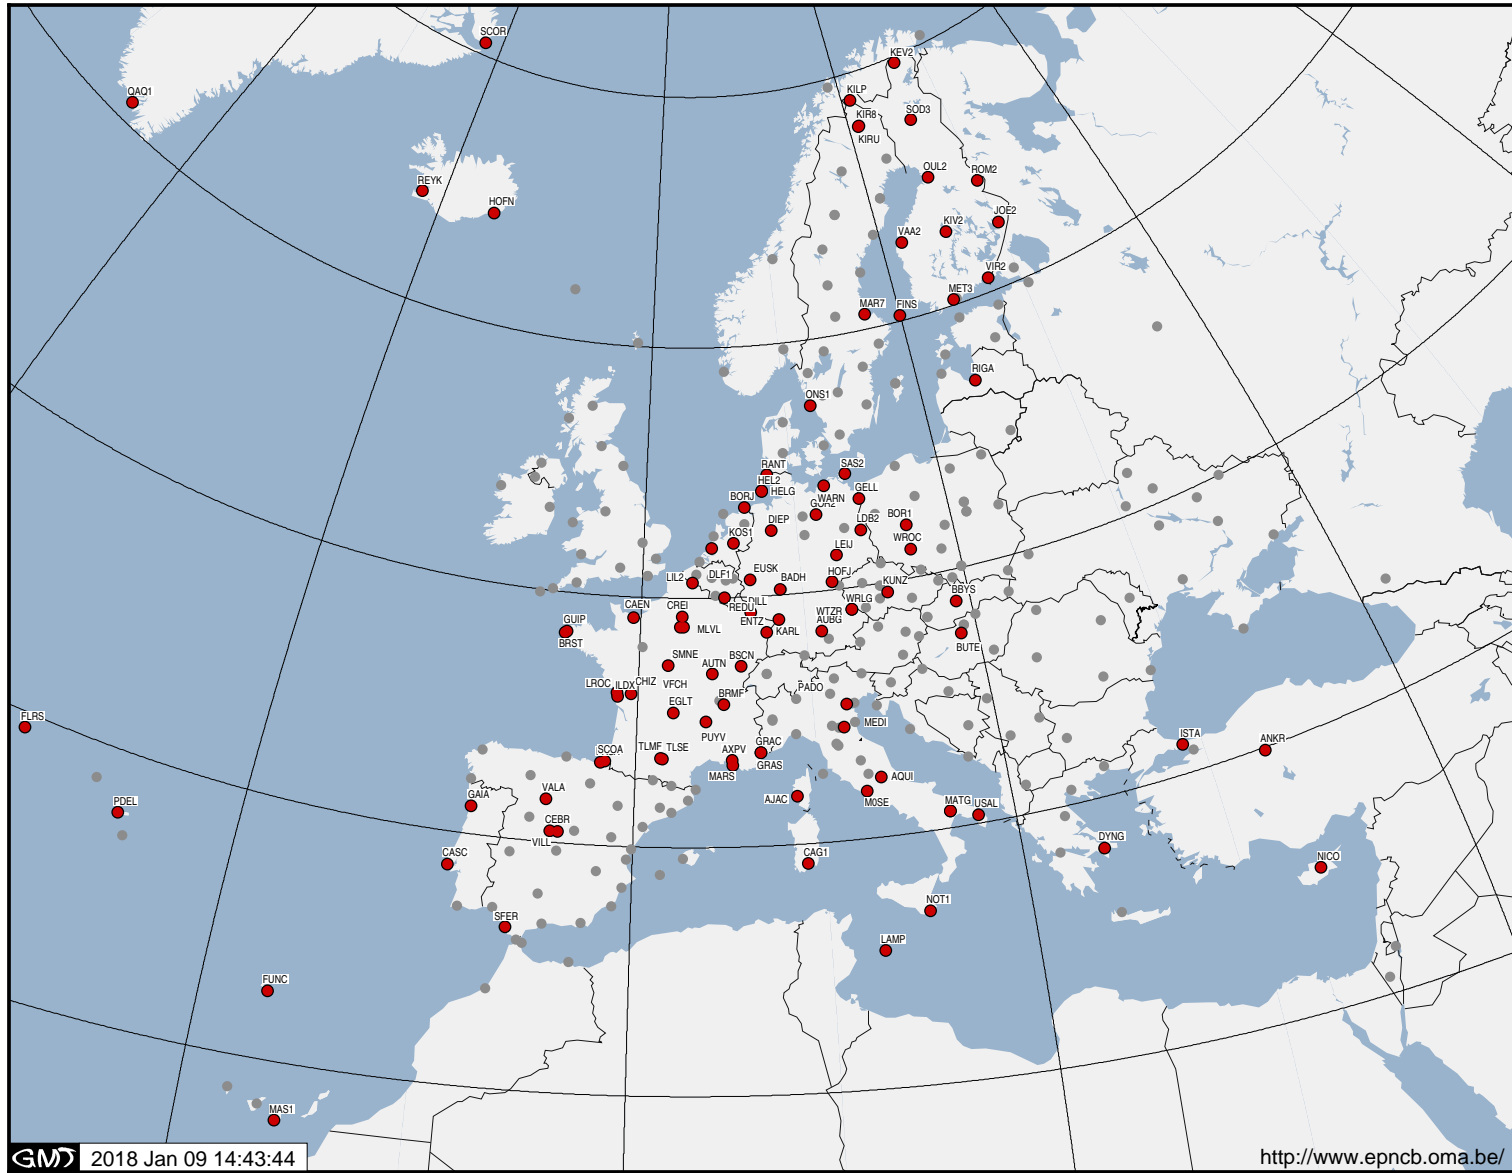 SCOR
KEV2
QAQ1
KILP
KIR8
SOD3
KIRU
OUL2
ROM2
REYK
HOFN
JOE2
KIV2
VAA2
VIR2
MET3
MAR7
FINS
RIGA
ONS1
RANT
SAS2
HEL2
HELG
BORJ
WARN
GELL
DIEP
LDB2
BOR1
KOS1
WROC
LEIJ
LIL2
DLF1
EUSK
BADH
HOFJ
KUNZ
BBYS
CAEN
CREI
REDU
WRLG
WTZR
GUIP
BRST
MLVL
ENTZ
KARL
AUBG
BUTE
SMNE
AUTN
BSCN
LROC
ILDX
CHIZ
VFCH
BRMF
PADO
EGLT
MEDI
FLRS
PUYV
ISTA
ANKR
SCOA
TLMF
TLSE
AXPV
GRAC
GRAS
MARS
AQUI
VALA
AJAC
M0SE
PDEL
GAIA
MATG
USAL
CEBR
VILL
CASC
CAG1
DYNG
NICO
SFER
NOT1
LAMP
FUNC
MAS1
GMT 2018 Jan 09 14:43:44
http://www.epncb.oma.be/